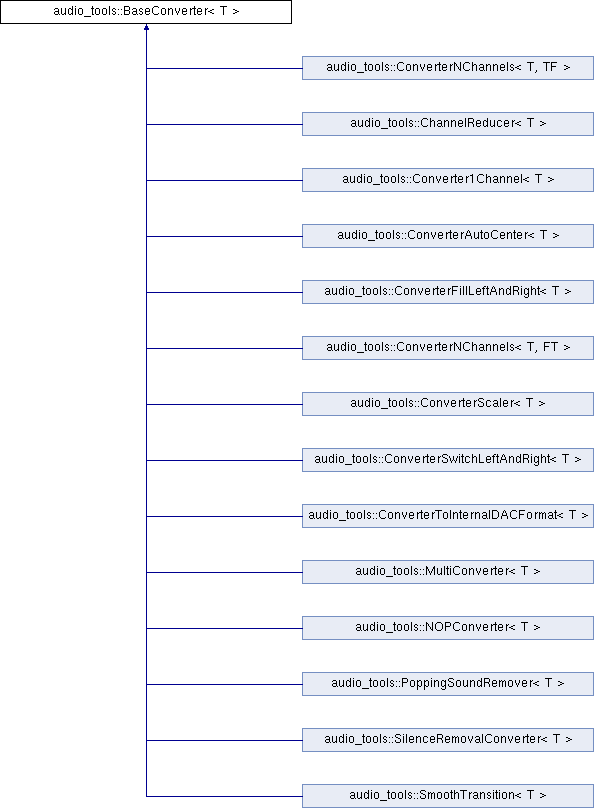 audio_tools::BaseConverter< T >
audio_tools::ConverterNChannels< T, TF >
audio_tools::ChannelReducer< T >
audio_tools::Converter1Channel< T >
audio_tools::ConverterAutoCenter< T >
audio_tools::ConverterFillLeftAndRight< T >
audio_tools::ConverterNChannels< T, FT >
audio_tools::ConverterScaler< T >
audio_tools::ConverterSwitchLeftAndRight< T >
audio_tools::ConverterToInternalDACFormat< T >
audio_tools::MultiConverter< T >
audio_tools::NOPConverter< T >
audio_tools::PoppingSoundRemover< T >
audio_tools::SilenceRemovalConverter< T >
audio_tools::SmoothTransition< T >